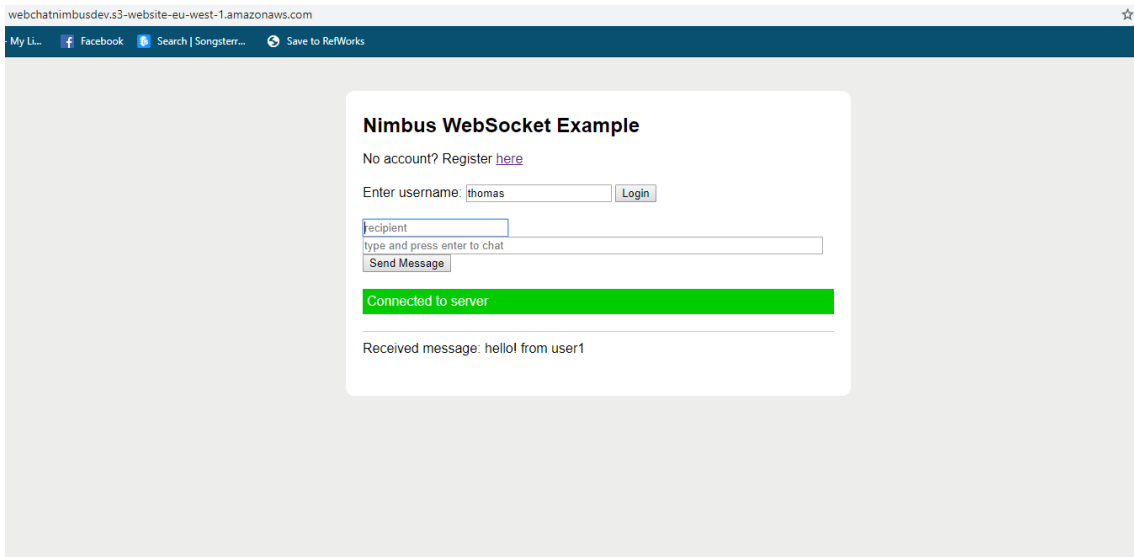 webchatnimbusdev.s3-website-eu-west-1.amazonaws.com
My Li... Facebook Search | Songsterr... Save to RefWorks
Nimbus WebSocket Example
No account? Register here
Enter username: thomas Login
recipient
type and press enter to chat
Send Message
Connected to server
Received message: hello! from user1